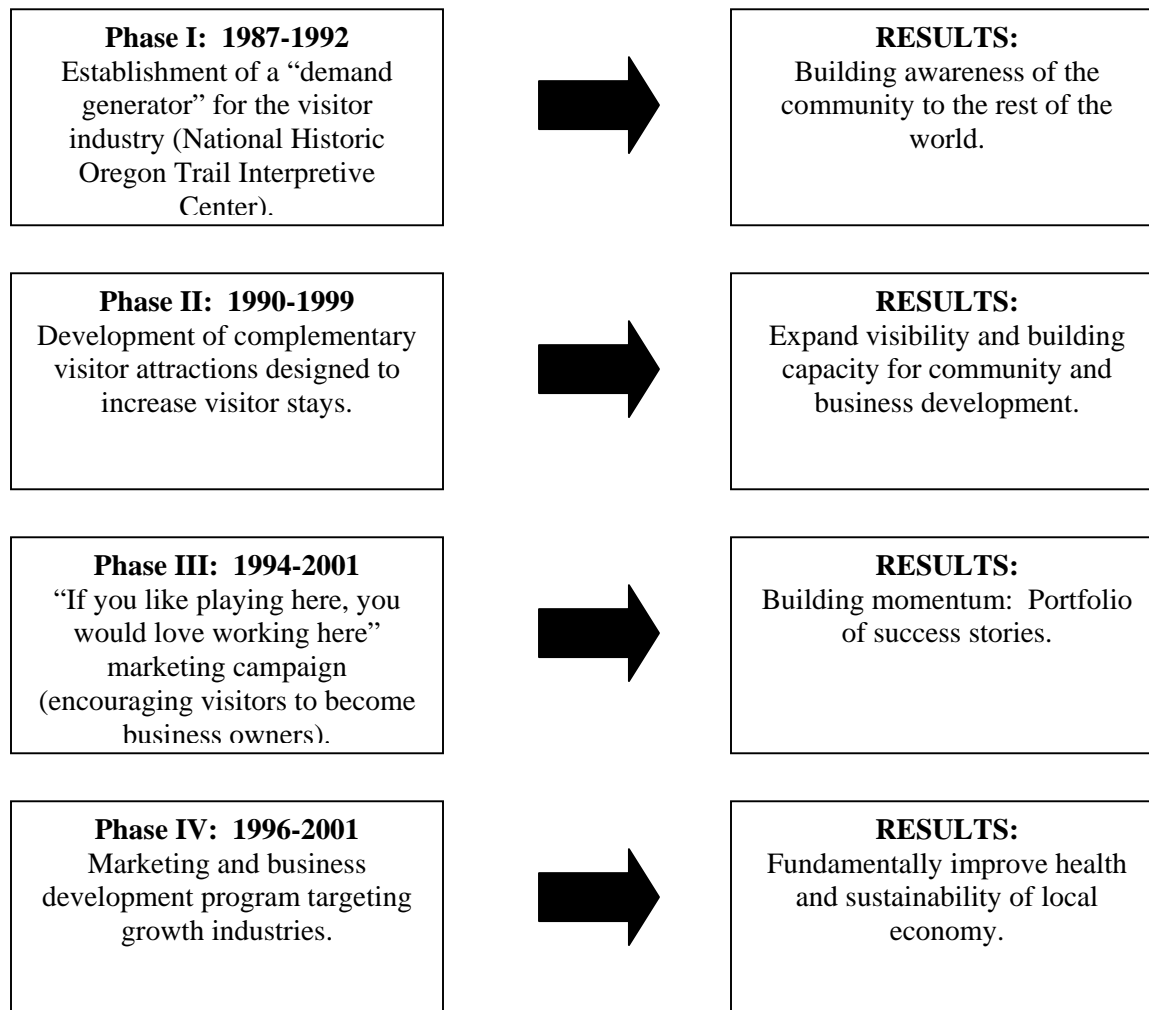 Phase I: 1987-1992
Establishment of a “demand
generator” for the visitor
industry (National Historic
Oregon Trail Interpretive
Center).
RESULTS:
Building awareness of the
community to the rest of the
world.
Phase II: 1990-1999
Development of complementary
visitor attractions designed to
increase visitor stays.
RESULTS:
Expand visibility and building
capacity for community and
business development.
Phase III: 1994-2001
“If you like playing here, you
would love working here”
marketing campaign
(encouraging visitors to become
business owners).
RESULTS:
Building momentum: Portfolio
of success stories.
Phase IV: 1996-2001
Marketing and business
development program targeting
growth industries.
RESULTS:
Fundamentally improve health
and sustainability of local
economy.